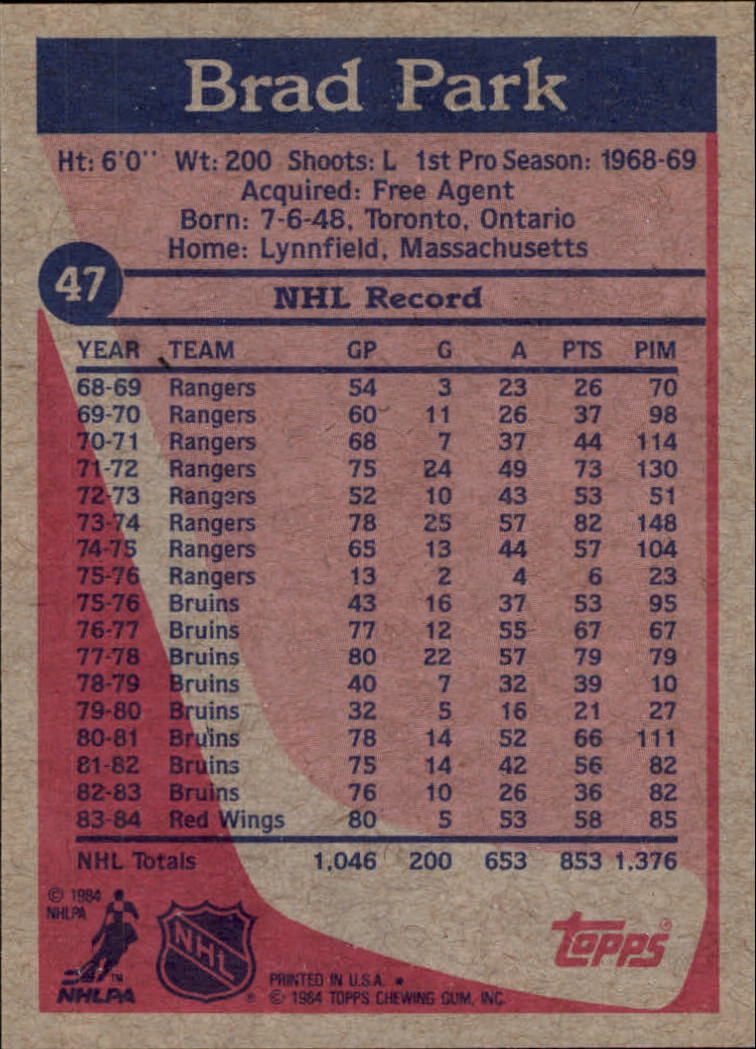 Brad Park
Ht: 6'0'' Wt: 200 Shoots: L 1st Pro Season: 1968-69
Acquired: Free Agent
Born: 7-6-48, Toronto, Ontario
Home: Lynnfield, Massachusetts
47
NHL Record
YEAR TEAM GP G A PTS PIM
68-69 Rangers 54 3 23 26 70
69-70 Rangers 60 11 26 37 98
70-71 Rangers 68 7 37 44 114
71-72 Rangers 75 24 49 73 130
72-73 Rangers 52 10 43 53 51
73-74 Rangers 78 25 57 82 148
74-75 Rangers 65 13 44 57 104
75-76 Rangers 13 2 4 6 23
75-76 Bruins 43 16 37 53 95
76-77 Bruins 77 12 55 67 67
77-78 Bruins 80 22 57 79 79
78-79 Bruins 40 7 32 39 10
79-80 Bruins 32 5 16 21 27
80-81 Bruins 78 14 52 66 111
81-82 Bruins 75 14 42 56 82
82-83 Bruins 76 10 26 36 82
83-84 Red Wings 80 5 53 58 85
NHL Totals 1,046 200 653 853 1,376
© 1984
NHLPA
NHL
®
TM
NHLPA
topps®
PRINTED IN U.S.A. *
© 1984 TOPPS CHEWING GUM, INC.